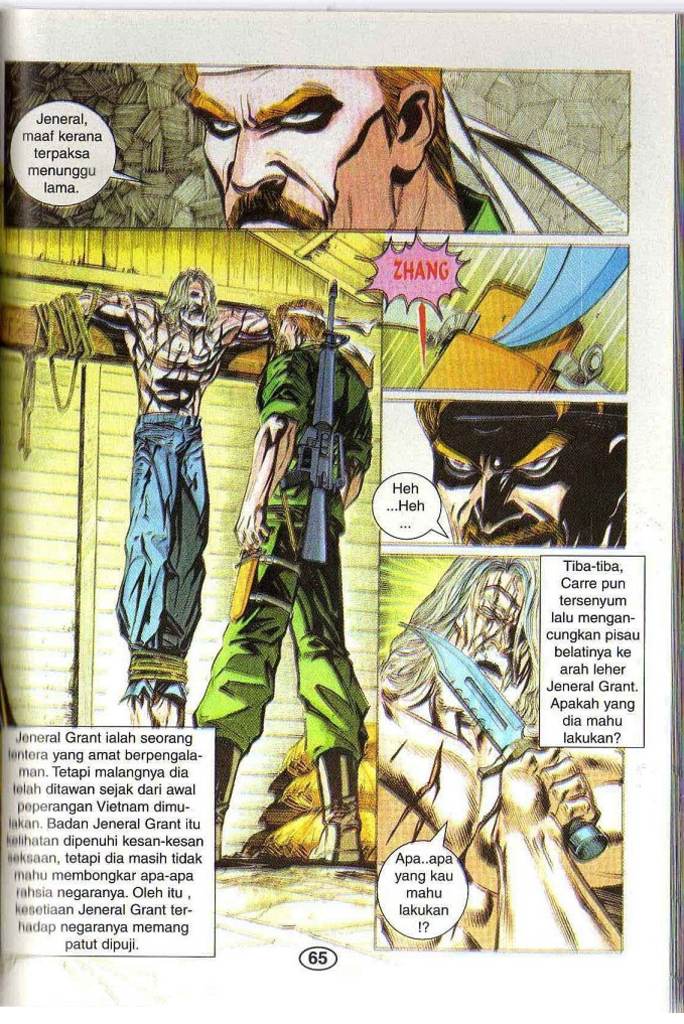 Jeneral,
maaf kerana
terpaksa
menunggu
lama.
ZHANG
Heh
...Heh
...
Tiba-tiba,
Carre pun
tersenyum
lalu mengan-
cungkan pisau
belatinya ke
arah leher
Jeneral Grant.
Apakah yang
dia mahu
lakukan?
Jeneral Grant ialah seorang
tentera yang amat berpengala-
man. Tetapi malangnya dia
telah ditawan sejak dari awal
peperangan Vietnam dimu-
lakan. Badan Jeneral Grant itu
kelihatan dipenuhi kesan-kesan
seksaan, tetapi dia masih tidak
mahu membongkar apa-apa
rahsia negaranya. Oleh itu ,
kesetiaan Jeneral Grant ter-
hadap negaranya memang
patut dipuji.
Apa..apa
yang kau
mahu
lakukan
!?
65